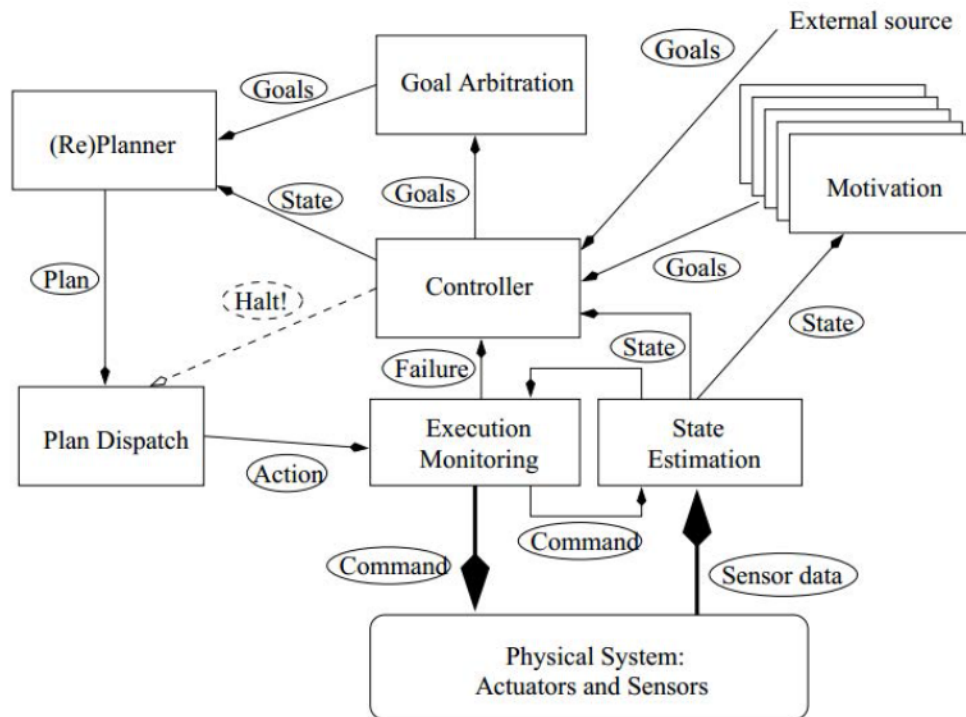 External source
Goals
Goals
Goal Arbitration
(Re)Planner
Motivation
State
Goals
Goals
Plan
Halt!
Controller
State
State
Failure
Plan Dispatch
Action
Execution
Monitoring
State
Estimation
Command
Command
Sensor data
Physical System:
Actuators and Sensors